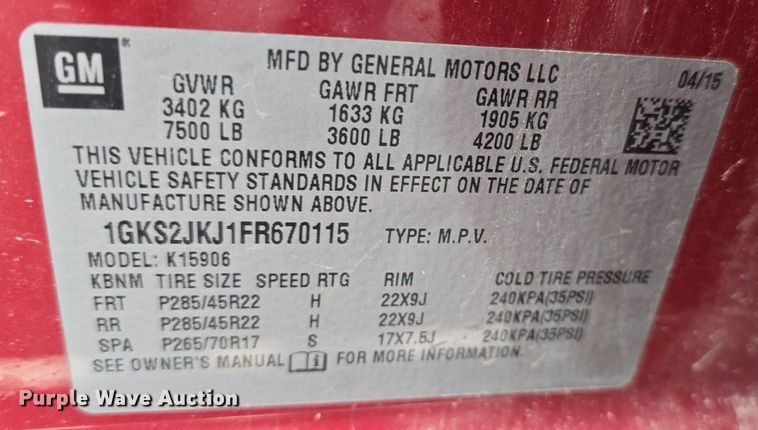 GM ®
MFD BY GENERAL MOTORS LLC
04/15
GVWR GAWR FRT GAWR RR
3402 KG 1633 KG 1905 KG
7500 LB 3600 LB 4200 LB
THIS VEHICLE CONFORMS TO ALL APPLICABLE U.S. FEDERAL MOTOR
VEHICLE SAFETY STANDARDS IN EFFECT ON THE DATE OF
MANUFACTURE SHOWN ABOVE.
1GKS2JKJ1FR670115 TYPE: M.P.V.
MODEL: K15906
KBNM TIRE SIZE SPEED RTG RIM COLD TIRE PRESSURE
FRT P285/45R22 H 22X9J 240KPA(35PSI)
RR P285/45R22 H 22X9J 240KPA(35PSI)
SPA P265/70R17 S 17X7.5J 240KPA(35PSI)
SEE OWNER'S MANUAL i FOR MORE INFORMATION.
Purple Wave Auction